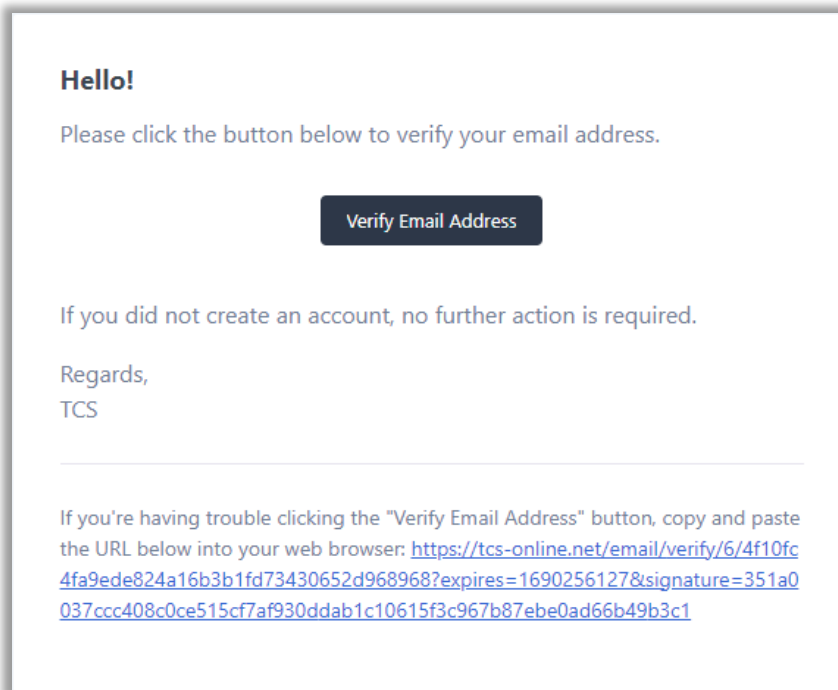 Hello!
Please click the button below to verify your email address.
Verify Email Address
If you did not create an account, no further action is required.
Regards,
TCS
If you're having trouble clicking the "Verify Email Address" button, copy and paste
the URL below into your web browser: https://tcs-online.net/email/verify/6/4f10fc
4fa9ede824a16b3b1fd73430652d968968?expires=1690256127&signature=351a0
037ccc408c0ce515cf7af930ddab1c10615f3c967b87ebe0ad66b49b3c1